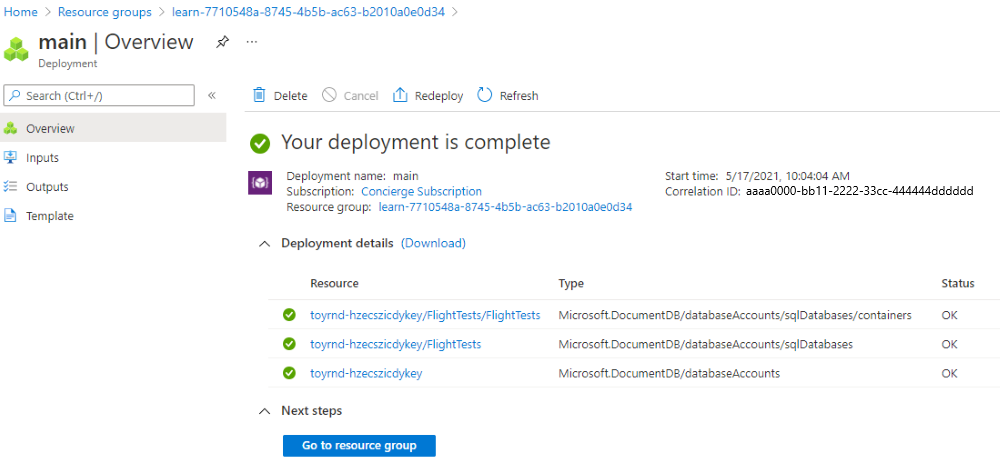 Home > Resource groups > learn-7710548a-8745-4b5b-ac63-b2010a0e0d34 >
main | Overview ...
Deployment
Search (Ctrl+/) «
Overview
Inputs
Outputs
Template
Delete Cancel Redeploy Refresh
Your deployment is complete
Deployment name: main
Subscription: Concierge Subscription
Resource group: learn-7710548a-8745-4b5b-ac63-b2010a0e0d34
Start time: 5/17/2021, 10:04:04 AM
Correlation ID: aaaa0000-bb11-2222-33cc-444444dddddd
Deployment details (Download)
Resource Type Status
toyrnd-hzecszicdykey/FlightTests/FlightTests Microsoft.DocumentDB/databaseAccounts/sqlDatabases/containers OK
toyrnd-hzecszicdykey/FlightTests Microsoft.DocumentDB/databaseAccounts/sqlDatabases OK
toyrnd-hzecszicdykey Microsoft.DocumentDB/databaseAccounts OK
Next steps
Go to resource group